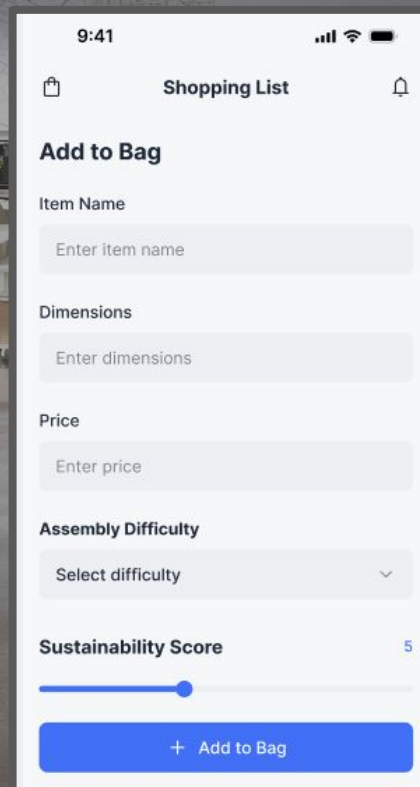 9:41
Shopping List
Add to Bag
Item Name
Enter item name
Dimensions
Enter dimensions
Price
Enter price
Assembly Difficulty
Select difficulty
Sustainability Score 5
+ Add to Bag